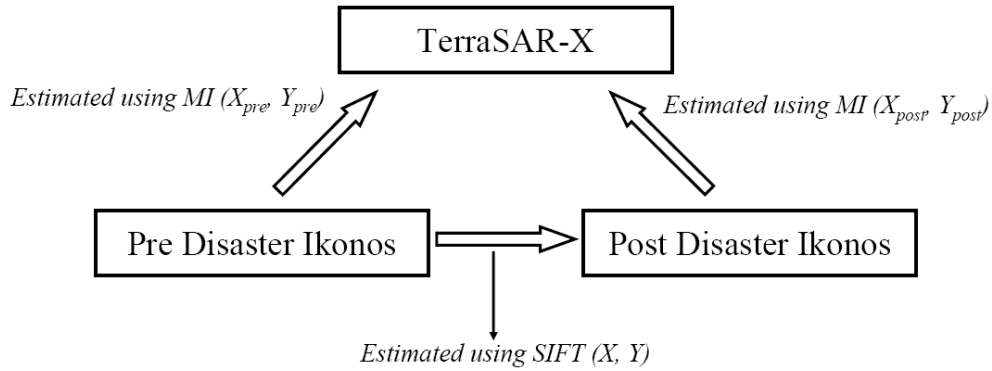 TerraSAR-X
Estimated using MI (Xpre, Ypre)
Estimated using MI (Xpost, Ypost)
Pre Disaster Ikonos
Post Disaster Ikonos
Estimated using SIFT (X, Y)